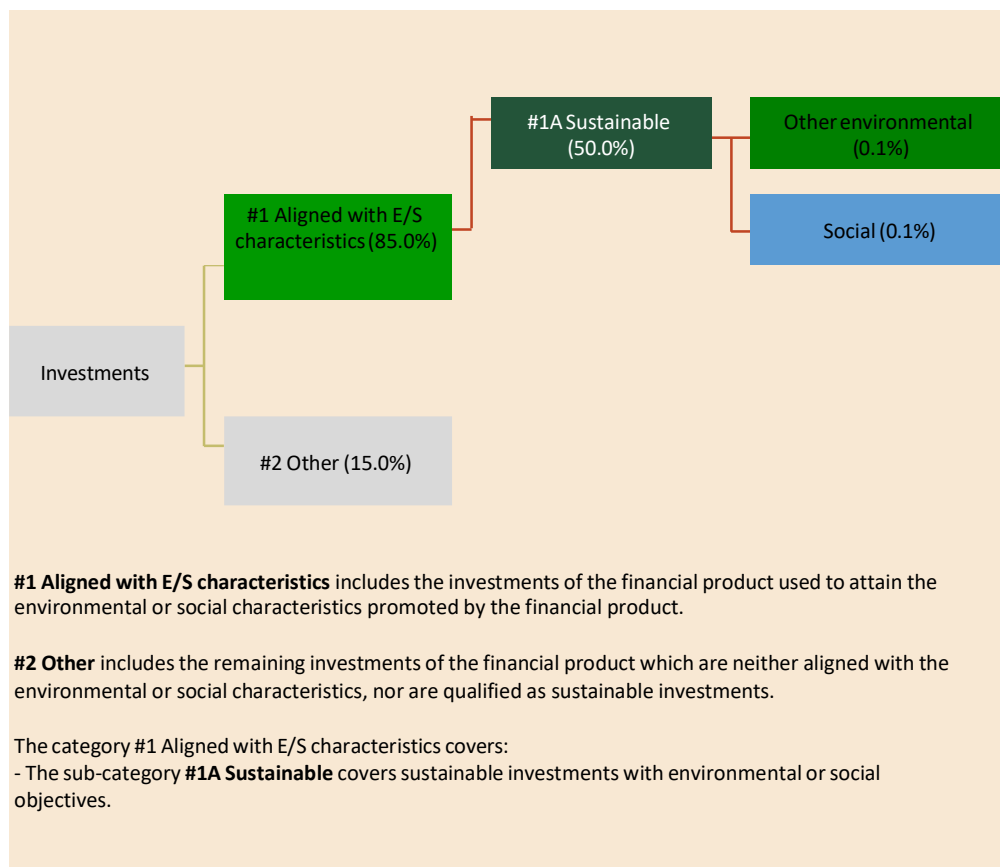 #1A Sustainable
(50.0%)
Other environmental
(0.1%)
#1 Aligned with E/S
characteristics (85.0%)
Social (0.1%)
Investments
#2 Other (15.0%)
#1 Aligned with E/S characteristics includes the investments of the financial product used to attain the
environmental or social characteristics promoted by the financial product.
#2 Other includes the remaining investments of the financial product which are neither aligned with the
environmental or social characteristics, nor are qualified as sustainable investments.
The category #1 Aligned with E/S characteristics covers:
- The sub-category #1A Sustainable covers sustainable investments with environmental or social
objectives.